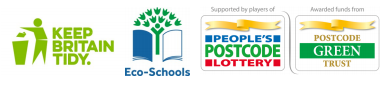 KEEP
BRITAIN
TIDY.
Eco-Schools
Supported by players of
PEOPLE'S
POSTCODE
LOTTERY
Awarded funds from
POSTCODE
GREEN
TRUST